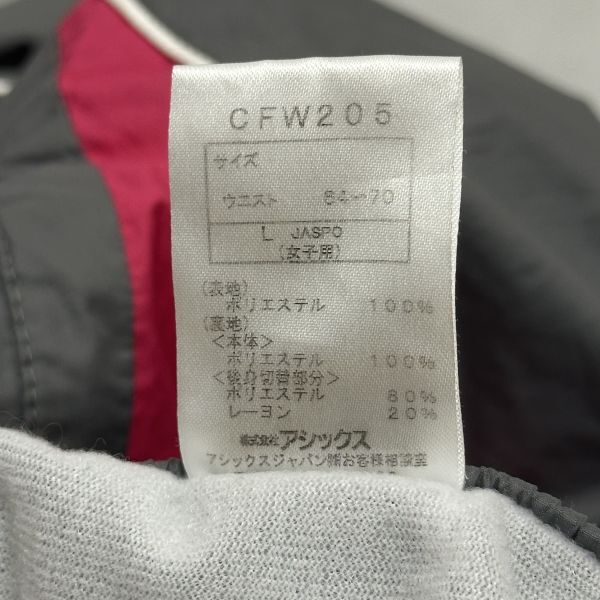 CFW205
サイズ
ウエスト 64〜70
L JASPO
(女子用)
(表地)
ポリエステル 100%
(裏地)
<本体>
ポリエステル 100%
<後身切替部分>
ポリエステル 80%
レーヨン 20%
株式会社アシックス
アシックスジャパン㈱お客様相談室